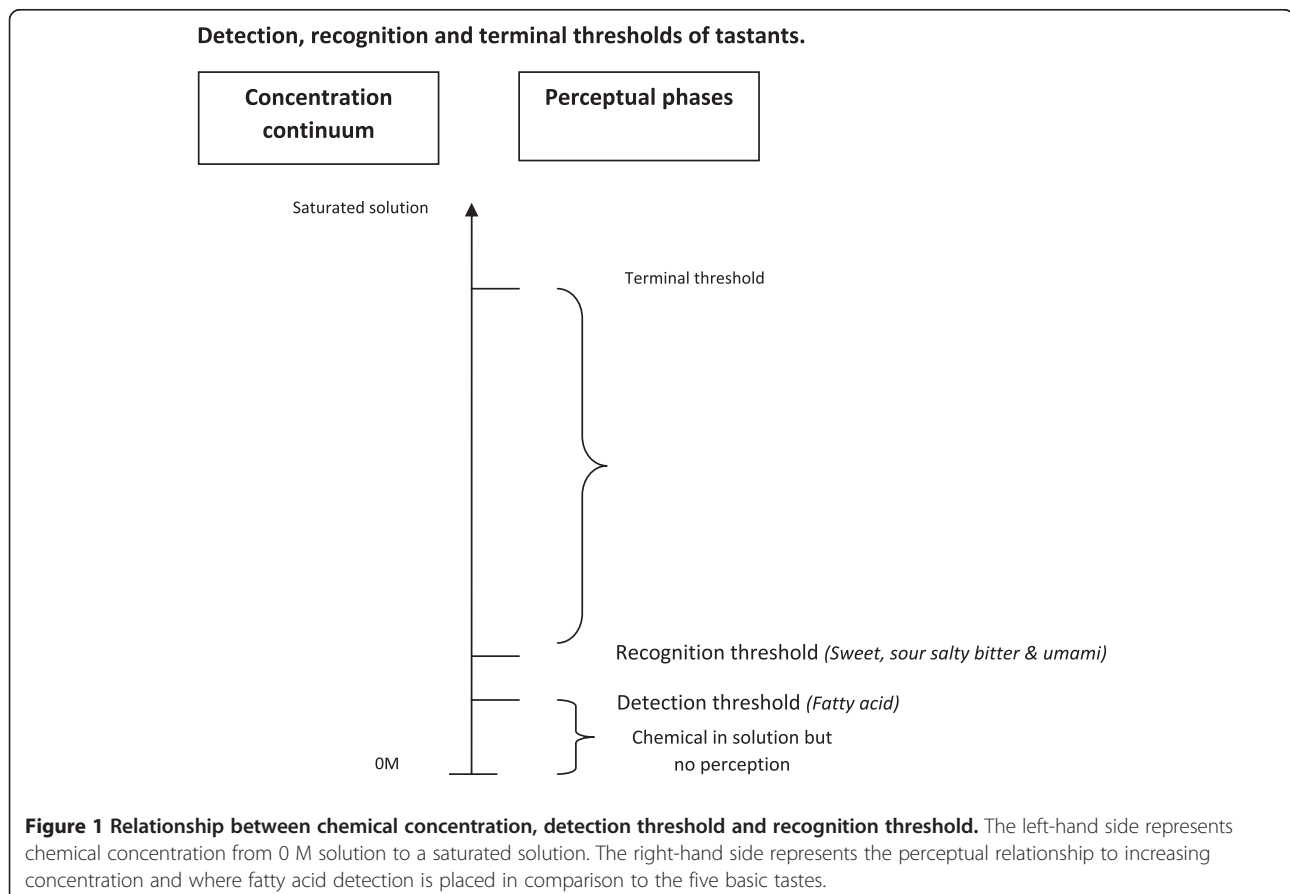 Detection, recognition and terminal thresholds of tastants.
Concentration
continuum
Perceptual phases
Saturated solution
Terminal threshold
Recognition threshold (Sweet, sour salty bitter & umami)
Detection threshold (Fatty acid)
Chemical in solution but
no perception
0M
Figure 1 Relationship between chemical concentration, detection threshold and recognition threshold. The left-hand side represents
chemical concentration from 0 M solution to a saturated solution. The right-hand side represents the perceptual relationship to increasing
concentration and where fatty acid detection is placed in comparison to the five basic tastes.